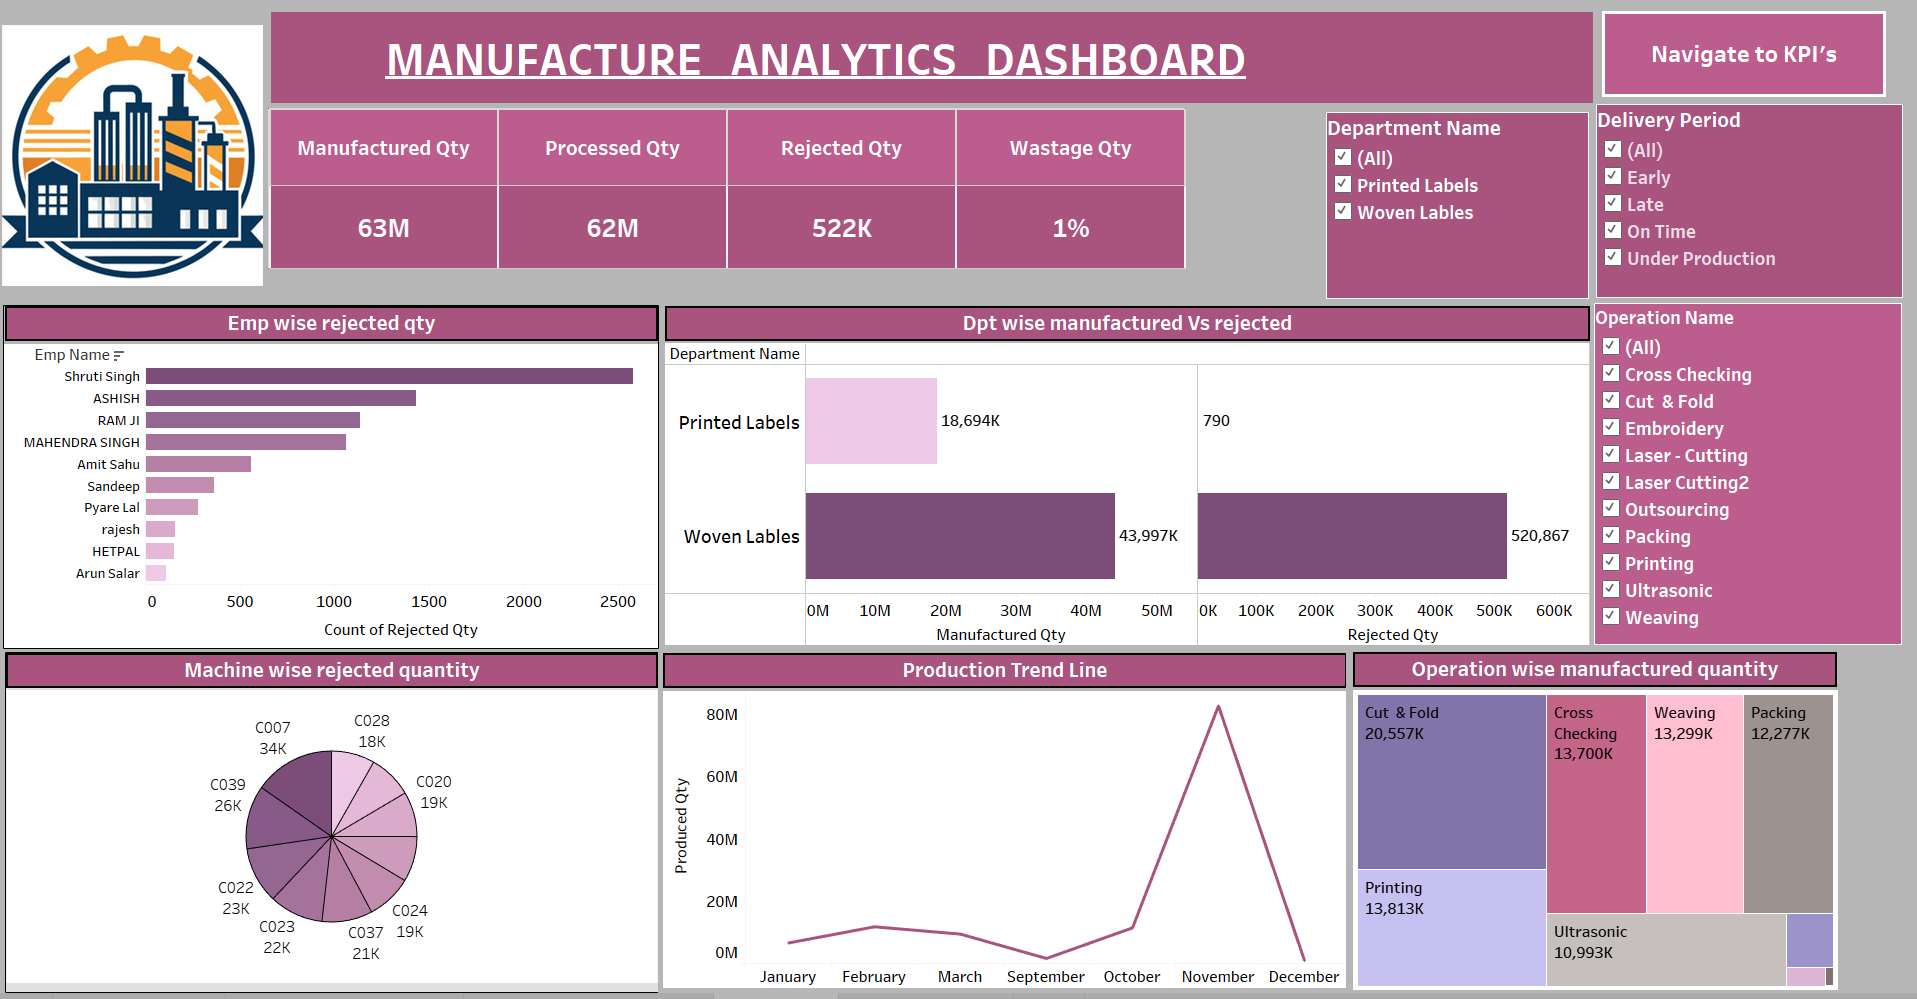 MANUFACTURE ANALYTICS DASHBOARD
Navigate to KPI's
Manufactured Qty
Processed Qty
Rejected Qty
Wastage Qty
63M
62M
522K
1%
Department Name
(All)
Printed Labels
Woven Lables
Delivery Period
(All)
Early
Late
On Time
Under Production
Emp wise rejected qty
Emp Name
Shruti Singh
ASHISH
RAM JI
MAHENDRA SINGH
Amit Sahu
Sandeep
Pyare Lal
rajesh
HETPAL
Arun Salar
0 500 1000 1500 2000 2500
Count of Rejected Qty
Dpt wise manufactured Vs rejected
Department Name
Printed Labels 18,694K 790
Woven Lables 43,997K 520,867
0M 10M 20M 30M 40M 50M 0K 100K 200K 300K 400K 500K 600K
Manufactured Qty Rejected Qty
Operation Name
(All)
Cross Checking
Cut & Fold
Embroidery
Laser - Cutting
Laser Cutting2
Outsourcing
Packing
Printing
Ultrasonic
Weaving
Machine wise rejected quantity
C028
18K
C007
34K
C020
19K
C039
26K
C022
23K
C024
19K
C023
22K
C037
21K
Production Trend Line
80M
60M
40M
20M
0M
Produced Qty
January February March September October November December
Operation wise manufactured quantity
Cut & Fold
20,557K
Cross
Checking
13,700K
Weaving
13,299K
Packing
12,277K
Printing
13,813K
Ultrasonic
10,993K